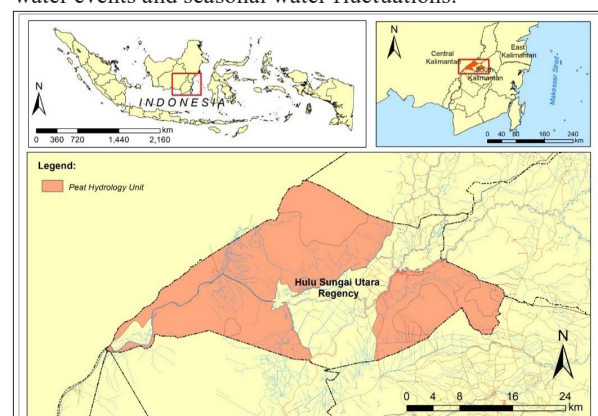 water events and seasonal water fluctuations.
N
INDONESIA
km
0 360 720 1,440 2,160
N
Central
Kalimantan
East
Kalimantan
South
Kalimantan
Makassar Strait
0 40 80 160 240
km
Legend:
Peat Hydrology Unit
Hulu Sungai Utara
Regency
N
0 4 8 16 24
km